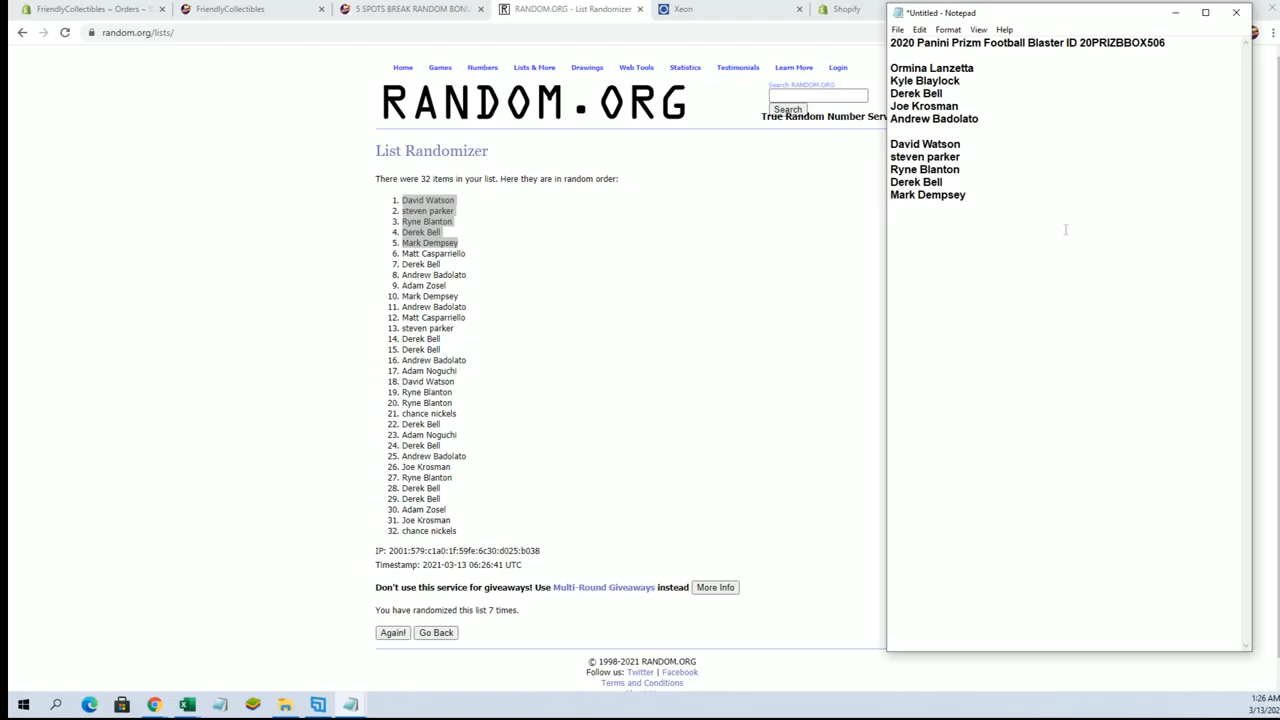 FriendlyCollectibles ~ Orders ~ S
FriendlyCollectibles
5 SPOTS BREAK RANDOM BONU
RANDOM.ORG - List Randomizer
Xeon
Shopify
random.org/lists/
Home Games Numbers Lists & More Drawings Web Tools Statistics Testimonials Learn More Login
RANDOM.ORG
Search RANDOM.ORG
Search
True Random Number Serv
List Randomizer
There were 32 items in your list. Here they are in random order:
1. David Watson
2. steven parker
3. Ryne Blanton
4. Derek Bell
5. Mark Dempsey
6. Matt Casparriello
7. Derek Bell
8. Andrew Badolato
9. Adam Zosel
10. Mark Dempsey
11. Andrew Badolato
12. Matt Casparriello
13. steven parker
14. Derek Bell
15. Derek Bell
16. Andrew Badolato
17. Adam Noguchi
18. David Watson
19. Ryne Blanton
20. Ryne Blanton
21. chance nickels
22. Derek Bell
23. Adam Noguchi
24. Derek Bell
25. Andrew Badolato
26. Joe Krosman
27. Ryne Blanton
28. Derek Bell
29. Derek Bell
30. Adam Zosel
31. Joe Krosman
32. chance nickels
IP: 2001:579:c1a0:1f:59fe:6c30:d025:b038
Timestamp: 2021-03-13 06:26:41 UTC
Don't use this service for giveaways! Use Multi-Round Giveaways instead More Info
You have randomized this list 7 times.
Again! Go Back
© 1998-2021 RANDOM.ORG
Follow us: Twitter | Facebook
Terms and Conditions
*Untitled - Notepad
File Edit Format View Help
2020 Panini Prizm Football Blaster ID 20PRIZBBOX506
Ormina Lanzetta
Kyle Blaylock
Derek Bell
Joe Krosman
Andrew Badolato
David Watson
steven parker
Ryne Blanton
Derek Bell
Mark Dempsey
1:26 AM
3/13/202